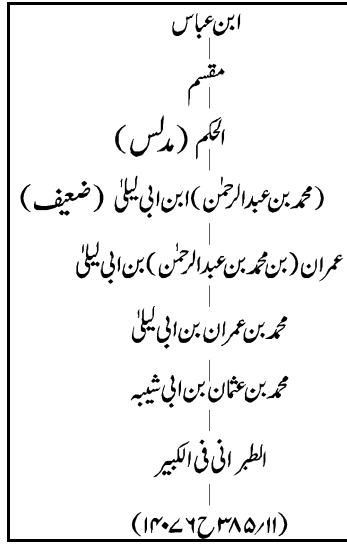 ابن عباس
مقسم
الحکم (مدلس)
(محمد بن عبدالرحمٰن) ابن ابی لیلیٰ (ضعیف)
عمران (بن محمد بن عبدالرحمٰن) بن ابی لیلیٰ
محمد بن عمران بن ابی لیلیٰ
محمد بن عثمان بن ابی شیبہ
الطبرانی فی الکبیر
(۱۱/۳۸۵ ح ۱۲۰۷۶)